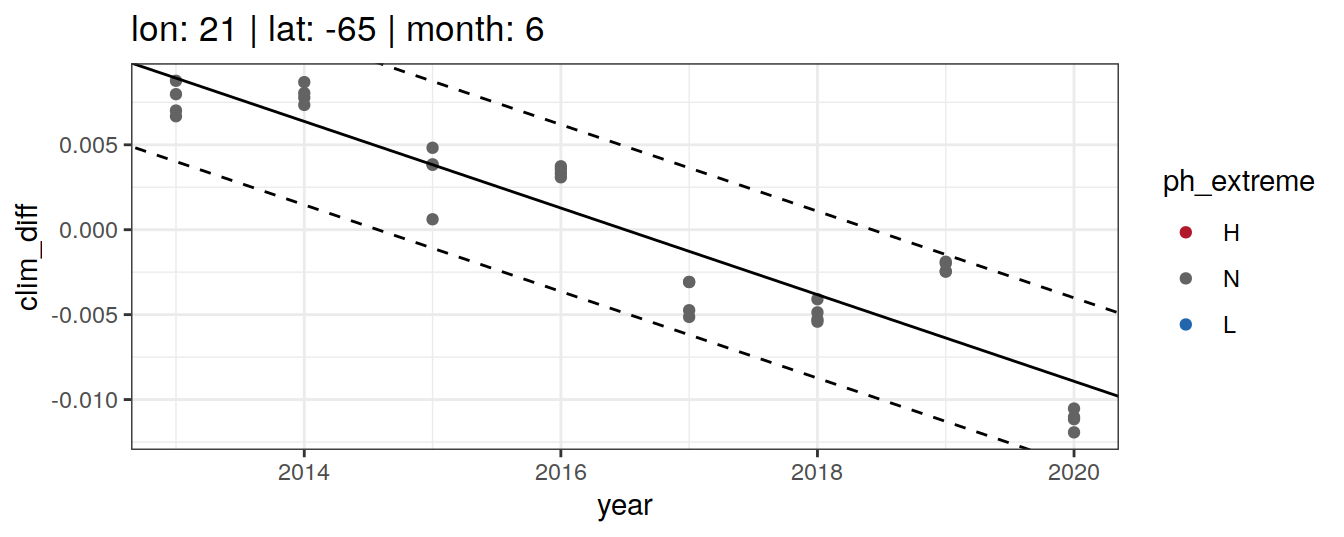 lon: 21 | lat: -65 | month: 6
clim_diff
0.005
0.000
-0.005
-0.010
2014
2016
2018
2020
year
ph_extreme
H
N
L